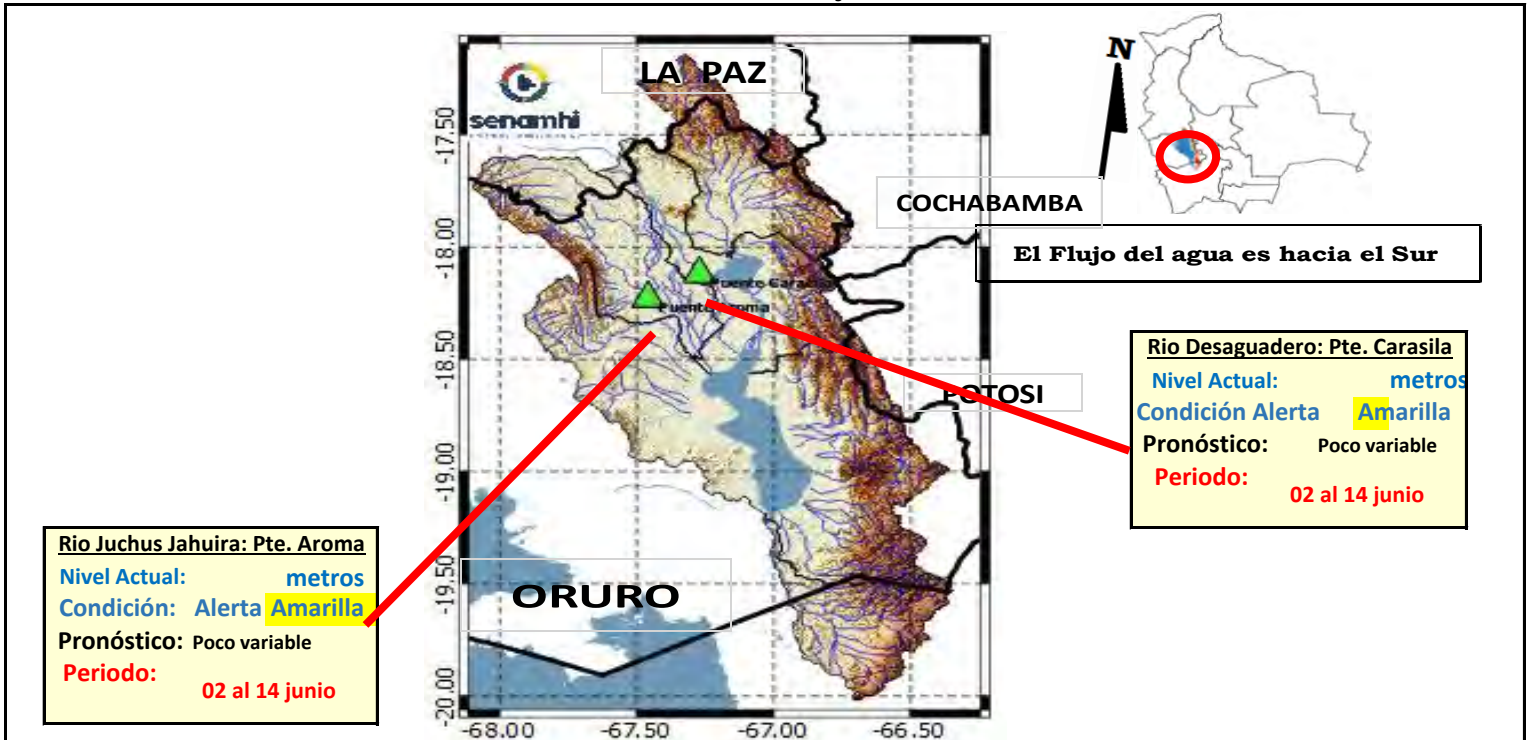 LA PAZ
senamhi
N
COCHABAMBA
El Flujo del agua es hacia el Sur
POTOSI
ORURO
Puente Aroma
Rio Desaguadero: Pte. Carasila
Nivel Actual: metros
Condición Alerta Amarilla
Pronóstico: Poco variable
Periodo:
02 al 14 junio
Rio Juchus Jahuira: Pte. Aroma
Nivel Actual: metros
Condición: Alerta Amarilla
Pronóstico: Poco variable
Periodo:
02 al 14 junio
-17.50
-18.00
-18.50
-19.00
-19.50
-20.00
-68.00 -67.50 -67.00 -66.50